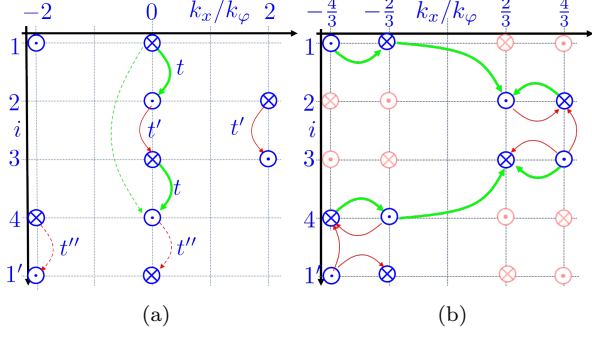 −2 0 k_x/k_φ 2
1
2
i
3
4
1′
t
t′
t′
t
t″
t″
(a)
−4/3 −2/3 k_x/k_φ 2/3 4/3
1
2
i
3
4
1′
(b)